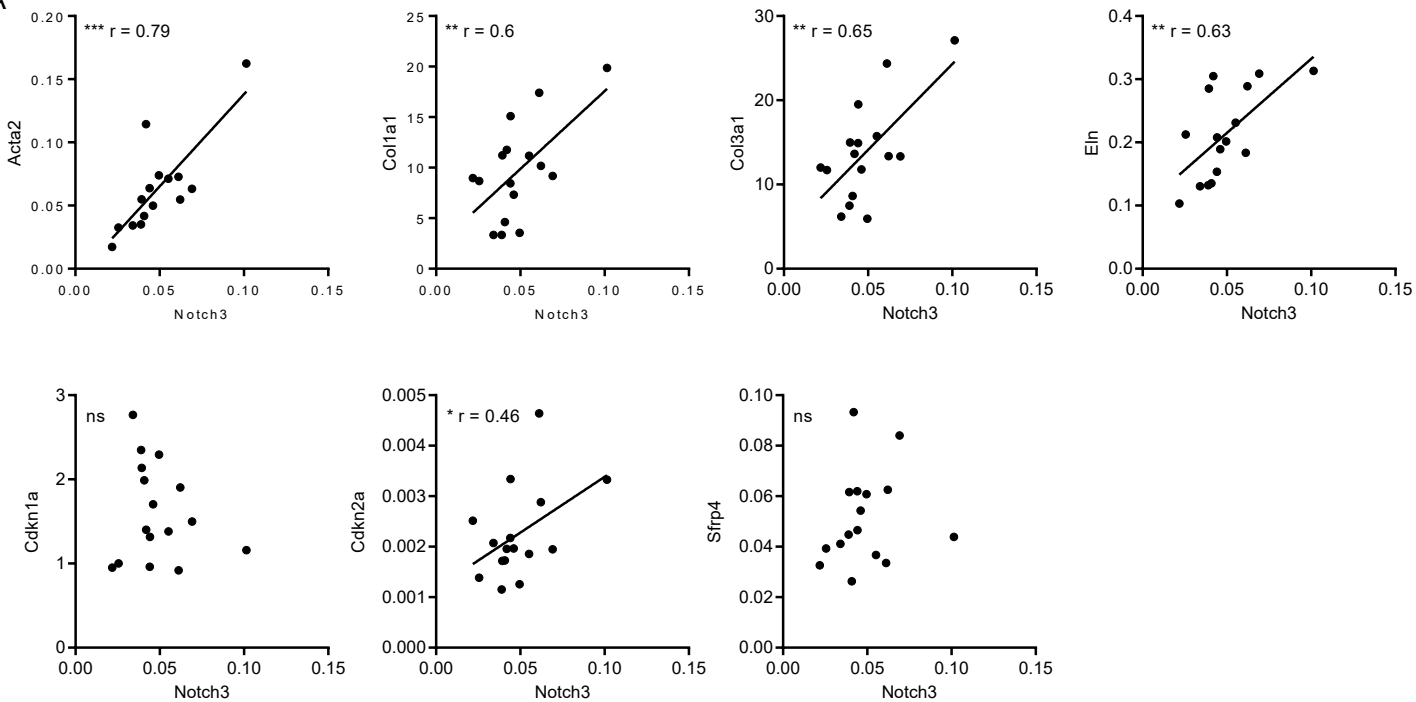 *** r = 0.79
Acta2
0.20
0.15
0.10
0.05
0.00
0.00 0.05 0.10 0.15
Notch3
** r = 0.6
Col1a1
25
20
15
10
5
0
0.00 0.05 0.10 0.15
Notch3
** r = 0.65
Col3a1
30
20
10
0
0.00 0.05 0.10 0.15
Notch3
** r = 0.63
Eln
0.4
0.3
0.2
0.1
0.0
0.00 0.05 0.10 0.15
Notch3
ns
Cdkn1a
3
2
1
0
0.00 0.05 0.10 0.15
Notch3
* r = 0.46
Cdkn2a
0.005
0.004
0.003
0.002
0.001
0.000
0.00 0.05 0.10 0.15
Notch3
ns
Sfrp4
0.10
0.08
0.06
0.04
0.02
0.00
0.00 0.05 0.10 0.15
Notch3